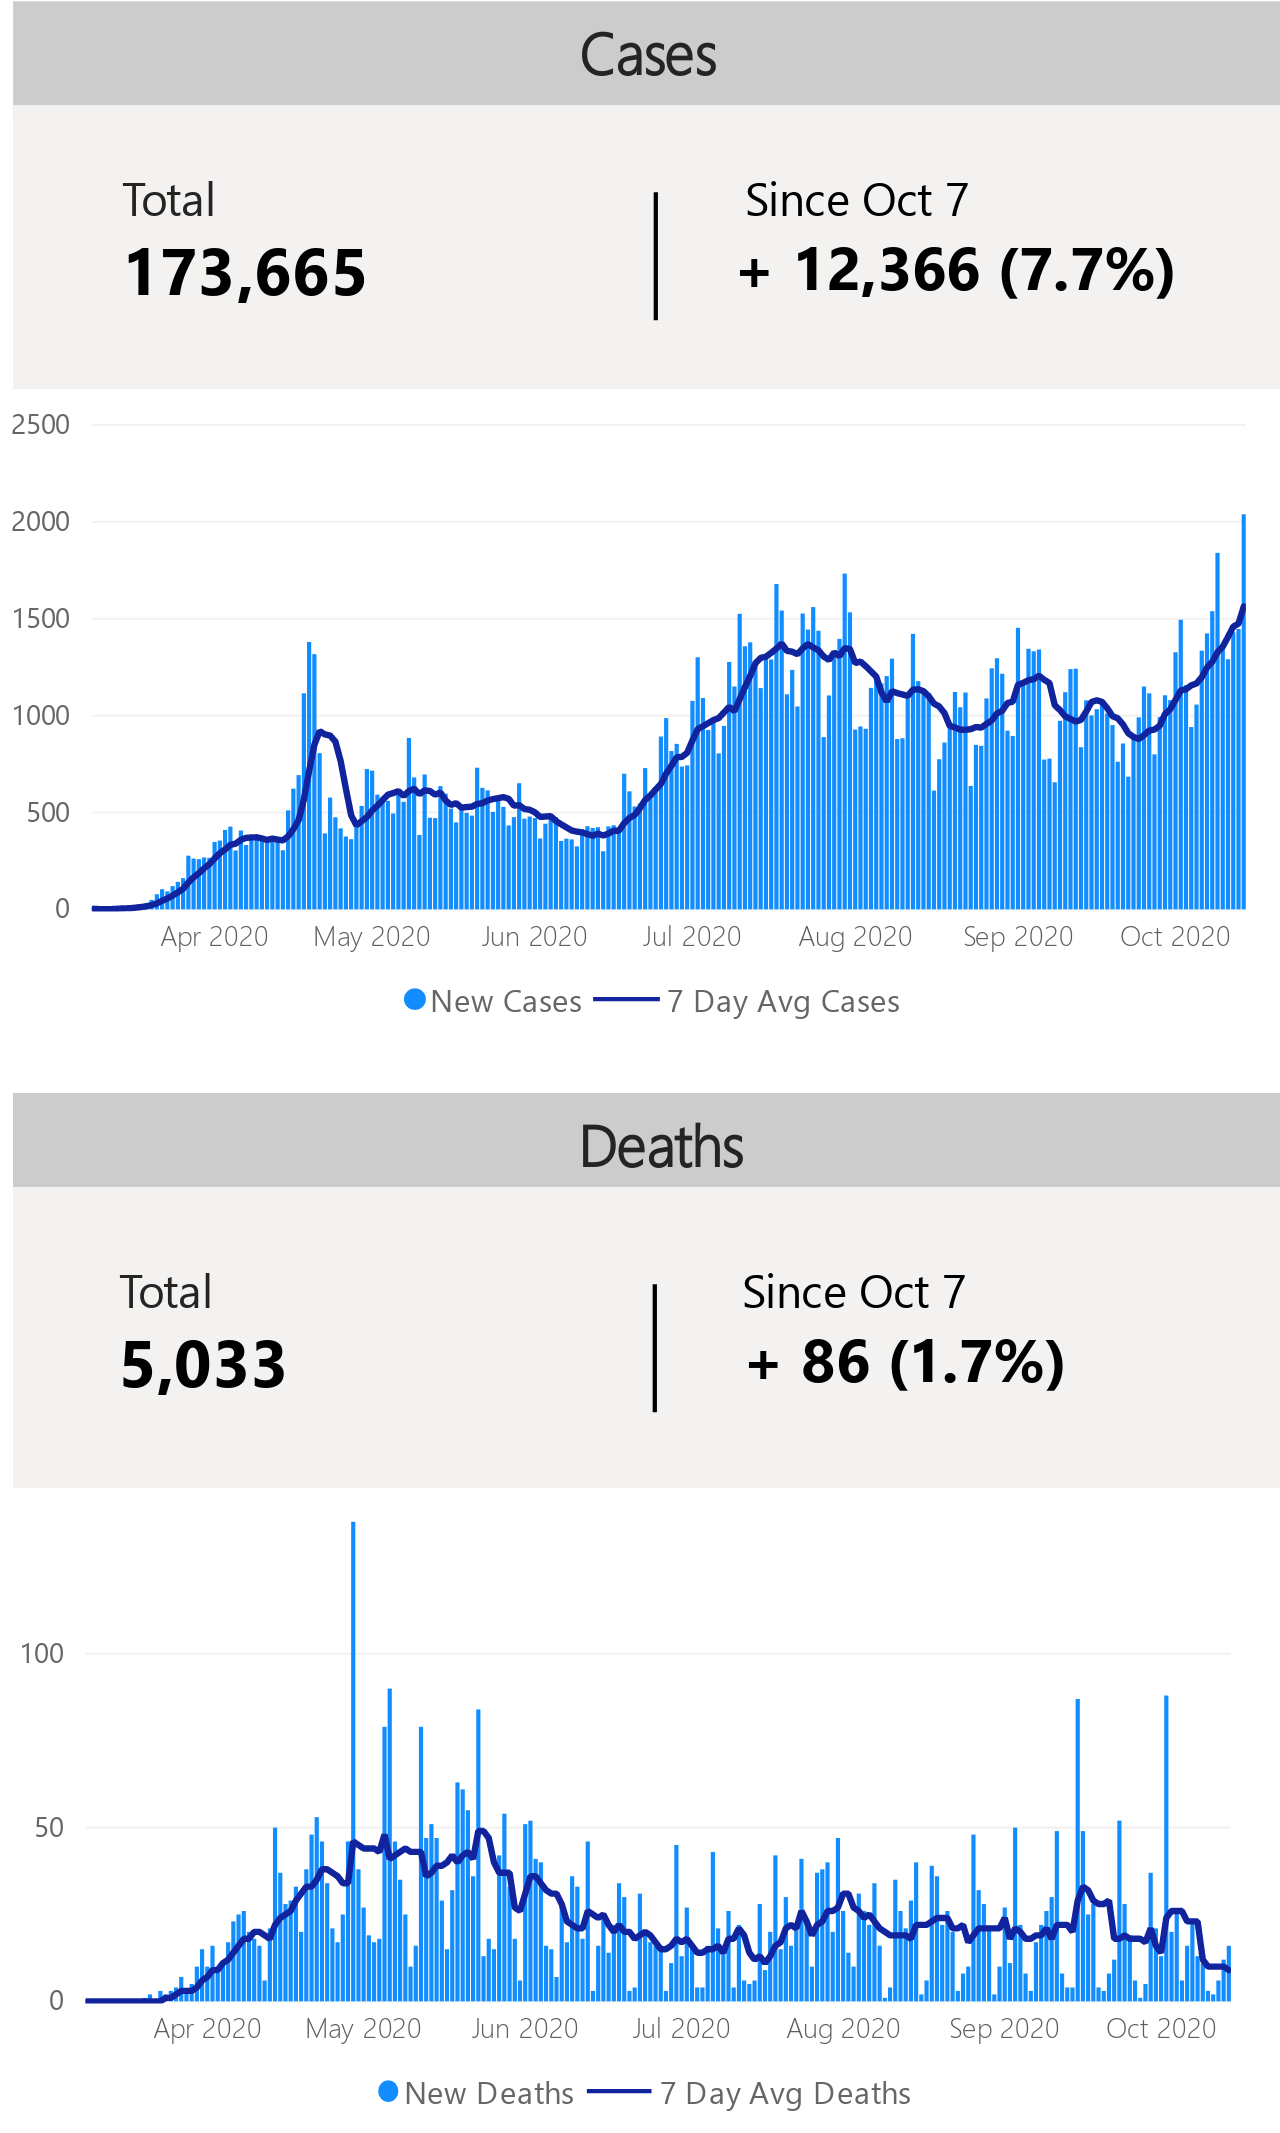 Cases
Total
Since Oct 7
173,665
+ 12,366 (7.7%)
2500
2000
1500
1000
500
0
Apr 2020 May 2020 Jun 2020 Jul 2020 Aug 2020 Sep 2020 Oct 2020
New Cases 7 Day Avg Cases
Deaths
Total
Since Oct 7
5,033
+ 86 (1.7%)
100
50
0
Apr 2020 May 2020 Jun 2020 Jul 2020 Aug 2020 Sep 2020 Oct 2020
New Deaths 7 Day Avg Deaths